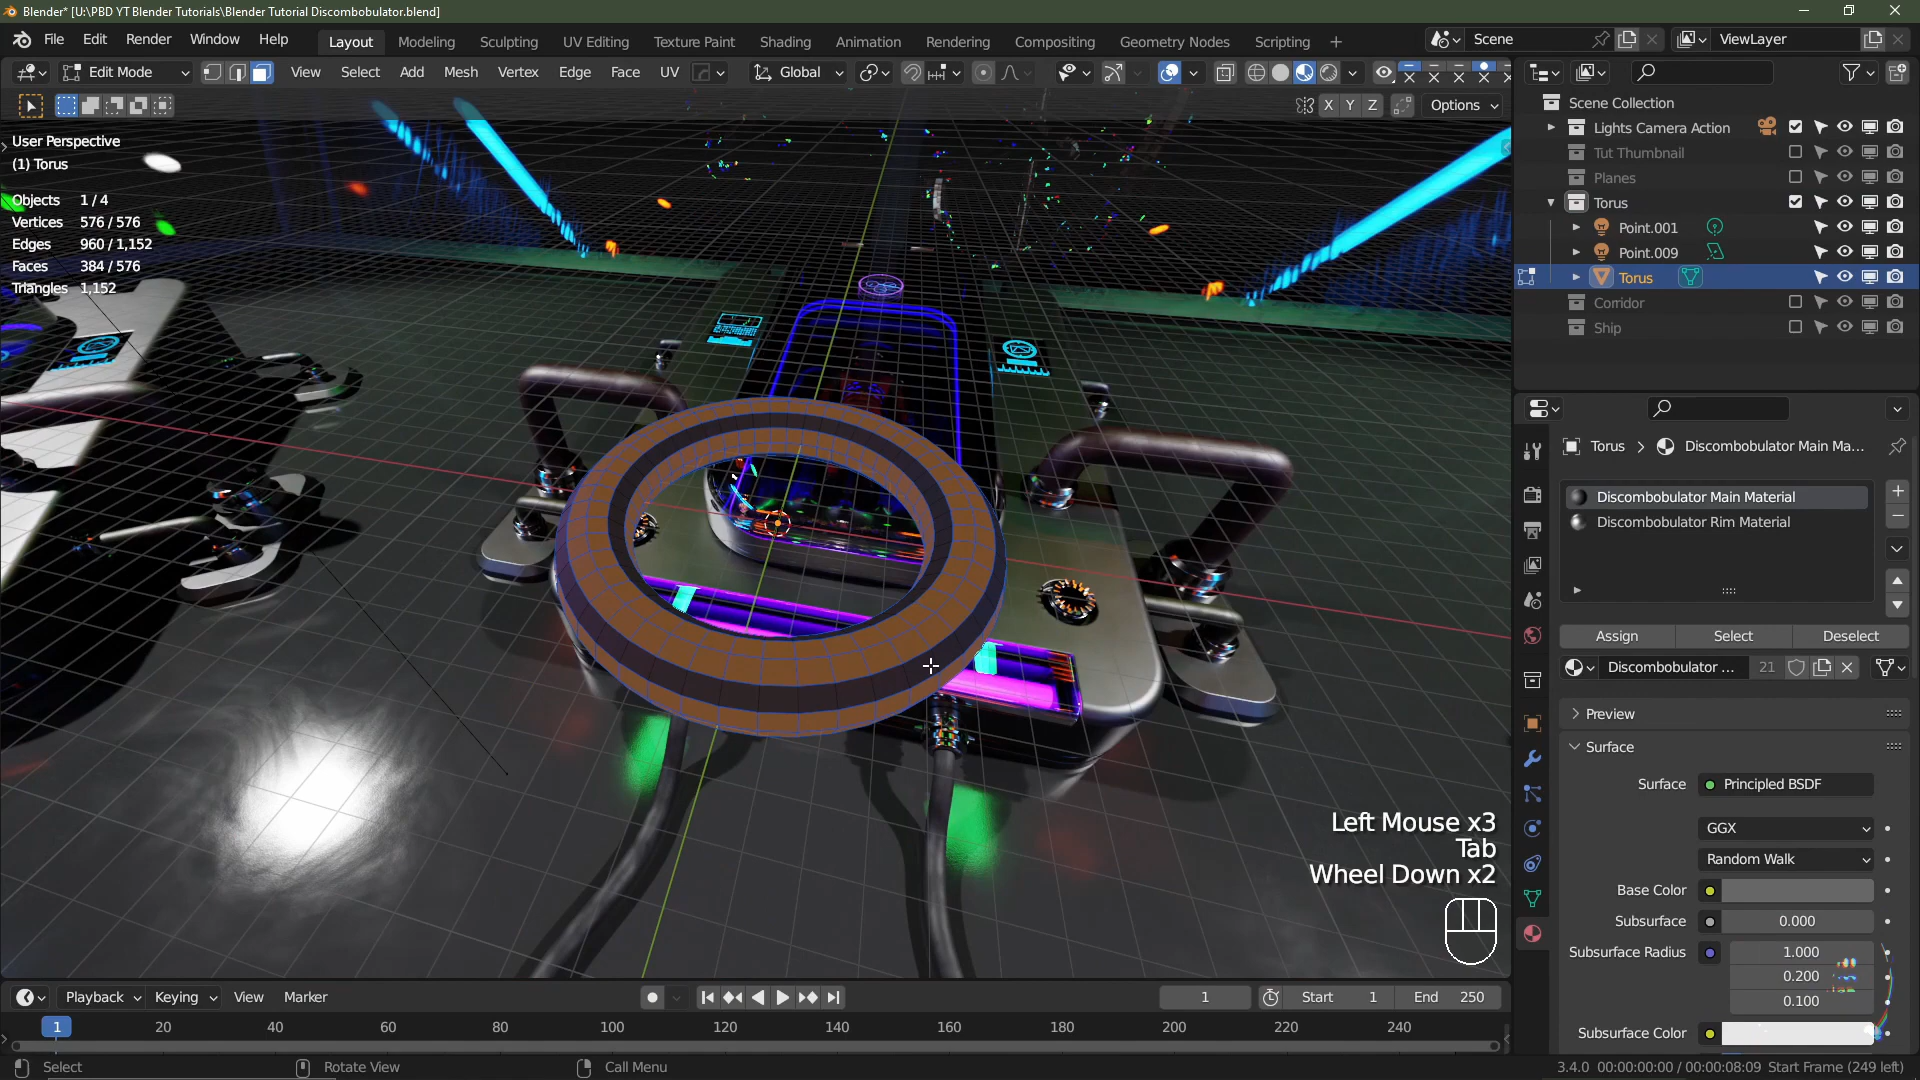 Blender* [U:\PBD YT Blender Tutorials\Blender Tutorial Discombobulator.blend]
File Edit Render Window Help Layout Modeling Sculpting UV Editing Texture Paint Shading Animation Rendering Compositing Geometry Nodes Scripting + Scene ViewLayer
Edit Mode View Select Add Mesh Vertex Edge Face UV Global
X Y Z Options
User Perspective
(1) Torus
Objects 1 / 4
Vertices 576 / 576
Edges 960 / 1,152
Faces 384 / 576
Triangles 1,152
Left Mouse x3
Tab
Wheel Down x2
Scene Collection
Lights Camera Action
Tut Thumbnail
Planes
Torus
Point.001
Point.009
Torus
Corridor
Ship
Torus > Discombobulator Main Ma...
Discombobulator Main Material
Discombobulator Rim Material
Assign Select Deselect
Discombobulator ... 21
Preview
Surface
Surface Principled BSDF
GGX
Random Walk
Base Color
Subsurface 0.000
Subsurface Radius 1.000
0.200
0.100
Subsurface Color
Playback Keying View Marker 1 Start 1 End 250
1 20 40 60 80 100 120 140 160 180 200 220 240
Select Rotate View Call Menu 3.4.0 00:00:00:00 / 00:00:08:09 Start Frame (249 left)